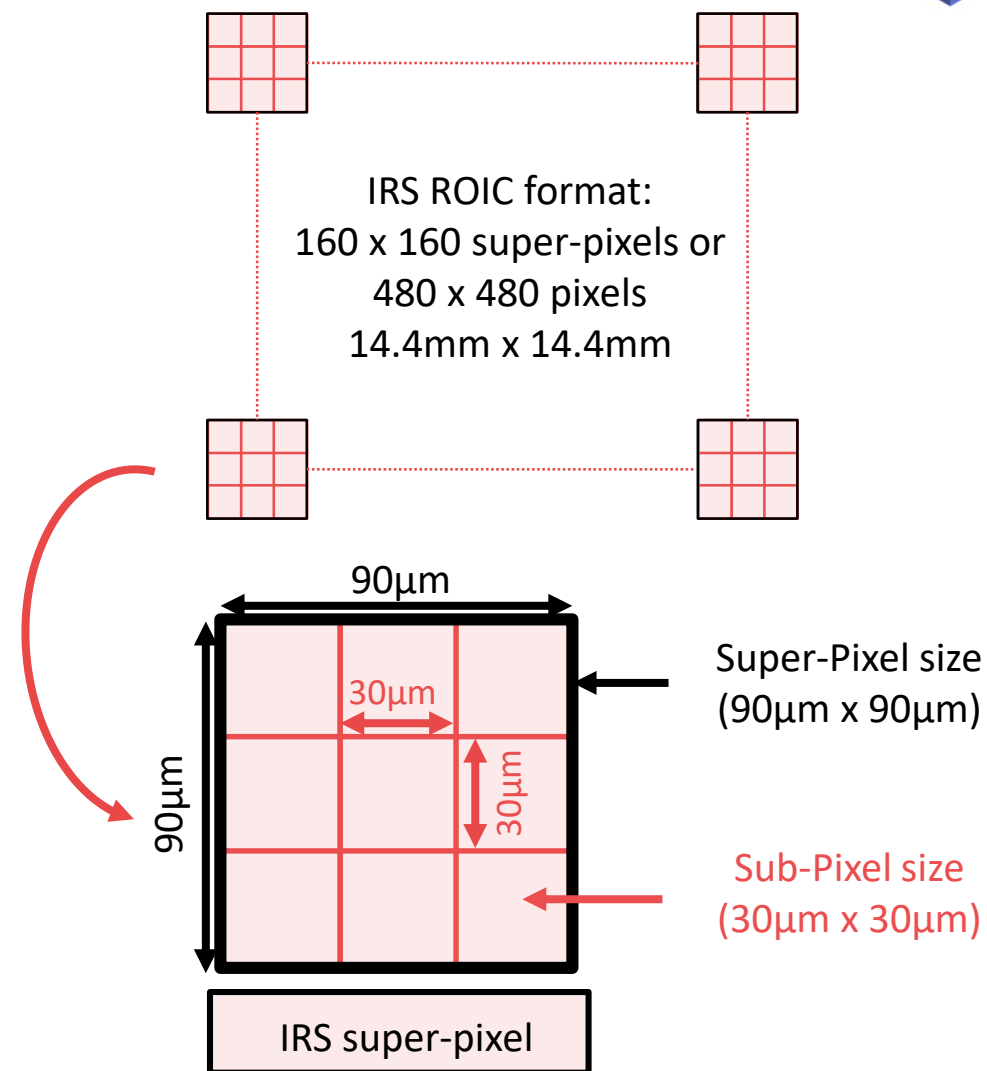 IRS ROIC format:
160 x 160 super-pixels or
480 x 480 pixels
14.4mm x 14.4mm
90µm
90µm
30µm
30µm
Super-Pixel size
(90µm x 90µm)
Sub-Pixel size
(30µm x 30µm)
IRS super-pixel